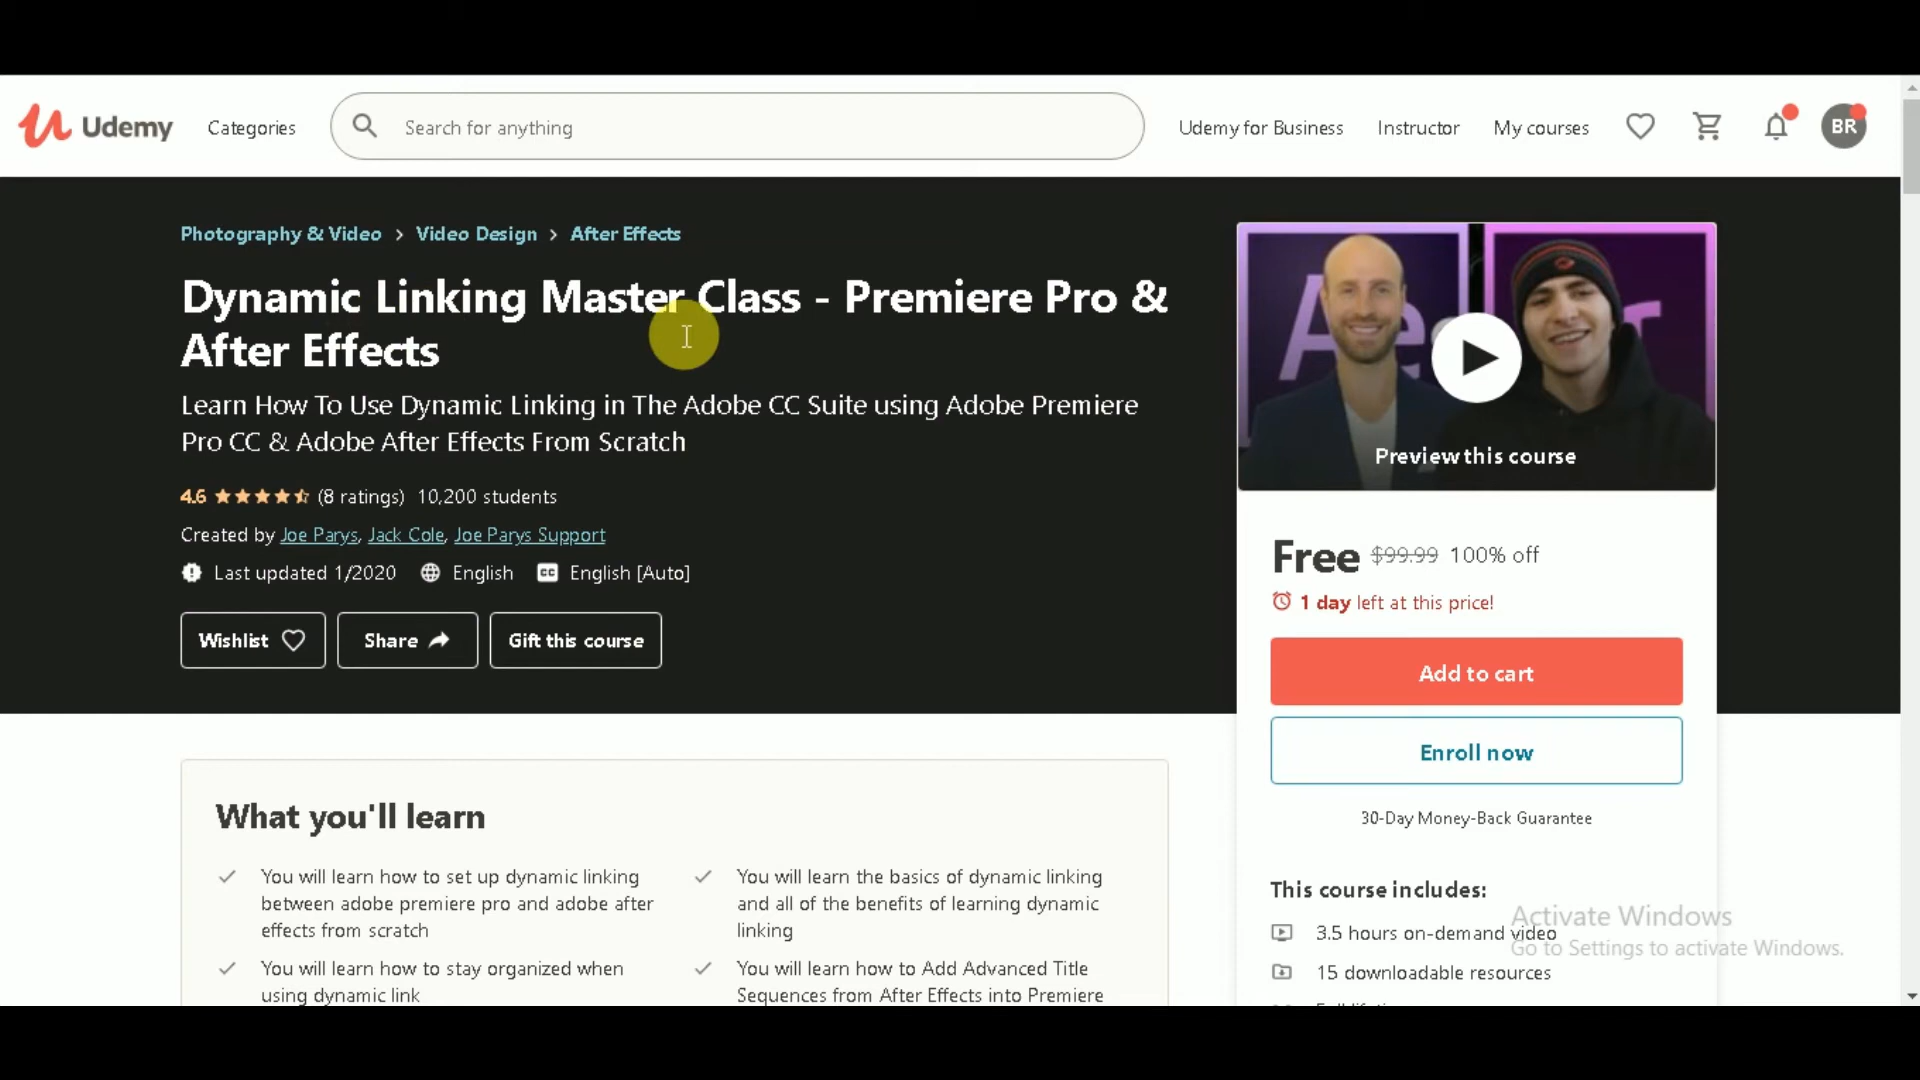 Udemy
Categories
Search for anything
Udemy for Business
Instructor
My courses
BR
Photography & Video > Video Design > After Effects
Dynamic Linking Master Class - Premiere Pro &
After Effects
Learn How To Use Dynamic Linking in The Adobe CC Suite using Adobe Premiere
Pro CC & Adobe After Effects From Scratch
4.6 (8 ratings) 10,200 students
Created by Joe Parys, Jack Cole, Joe Parys Support
Last updated 1/2020 English CC English [Auto]
Wishlist
Share
Gift this course
Preview this course
Free $99.99 100% off
1 day left at this price!
Add to cart
Enroll now
30-Day Money-Back Guarantee
This course includes:
3.5 hours on-demand video
15 downloadable resources
Activate Windows
Go to Settings to activate Windows.
What you'll learn
You will learn how to set up dynamic linking
between adobe premiere pro and adobe after
effects from scratch
You will learn how to stay organized when
using dynamic link
You will learn the basics of dynamic linking
and all of the benefits of learning dynamic
linking
You will learn how to Add Advanced Title
Sequences from After Effects into Premiere